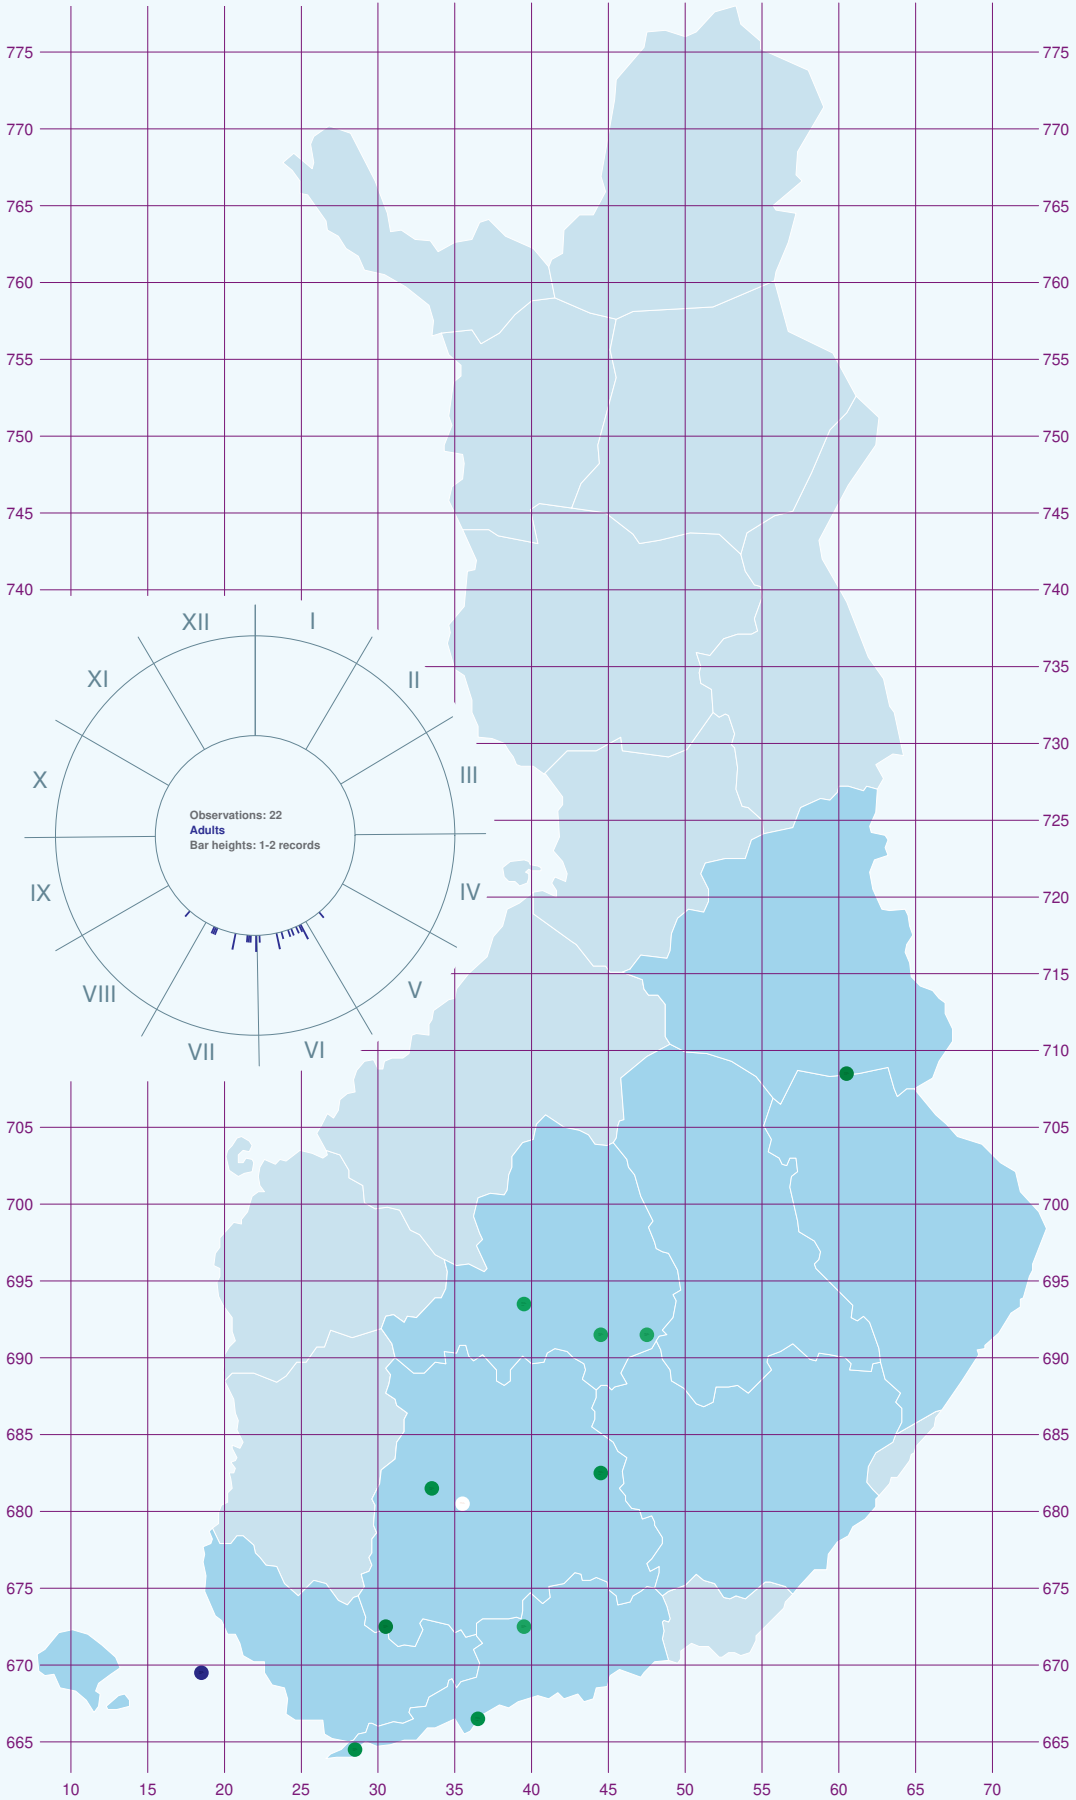 775 775
770 770
765 765
760 760
755 755
750 750
745 745
740 740
XII I
XI II
735
730
X III
725
Observations: 22
Adults
Bar heights: 1-2 records
IX IV
720
VIII V
715
VII VI
710
705 705
700 700
695 695
690 690
685 685
680 680
675 675
670 670
665 665
10 15 20 25 30 35 40 45 50 55 60 65 70